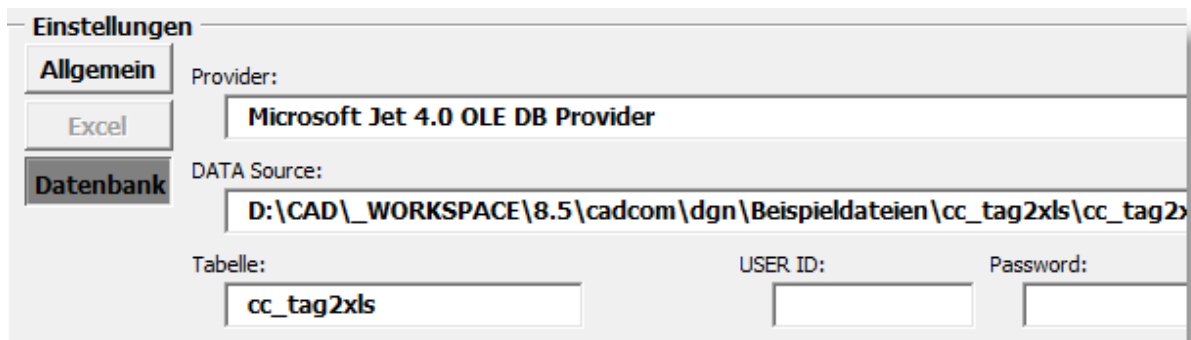 Einstellungen
Allgemein
Provider:
Microsoft Jet 4.0 OLE DB Provider
Excel
DATA Source:
Datenbank
D:\CAD\_WORKSPACE\8.5\cadcom\dgn\Beispieldateien\cc_tag2xls\cc_tag2x
Tabelle: USER ID: Password:
cc_tag2xls